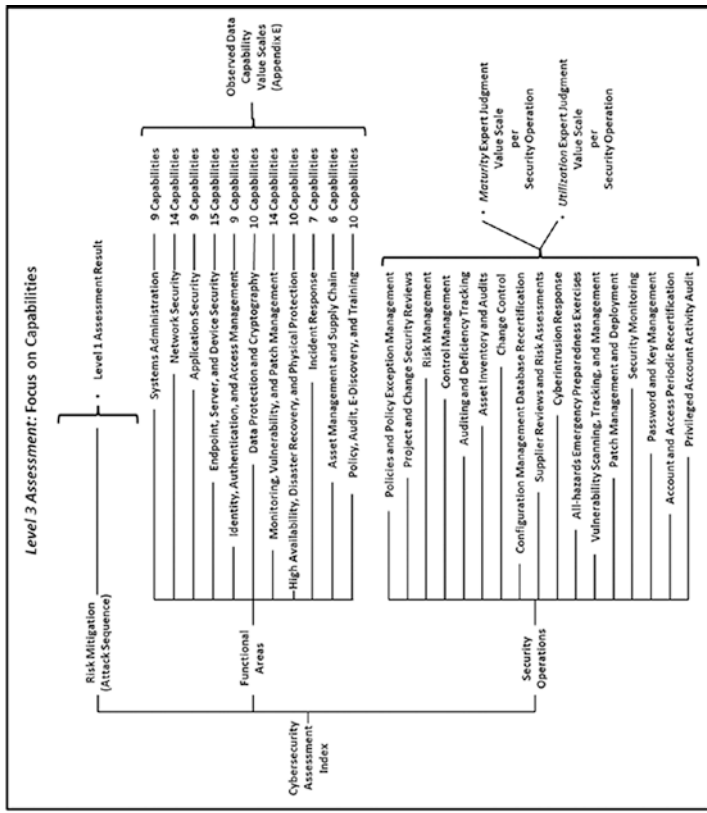 Level 3 Assessment: Focus on Capabilities
Cybersecurity
Assessment
Index
Risk Mitigation
(Attack Sequence)
• Level 1 Assessment Result
Functional
Areas
Systems Administration 9 Capabilities
Network Security 14 Capabilities
Application Security 9 Capabilities
Endpoint, Server, and Device Security 15 Capabilities
Identity, Authentication, and Access Management 9 Capabilities
Data Protection and Cryptography 10 Capabilities
Monitoring, Vulnerability, and Patch Management 14 Capabilities
High Availability, Disaster Recovery, and Physical Protection 10 Capabilities
Incident Response 7 Capabilities
Asset Management and Supply Chain 6 Capabilities
Policy, Audit, E-Discovery, and Training 10 Capabilities
Observed Data
Capability
Value Scales
(Appendix E)
Security
Operations
Policies and Policy Exception Management
Project and Change Security Reviews
Risk Management
Control Management
Auditing and Deficiency Tracking
Asset Inventory and Audits
Change Control
Configuration Management Database Recertification
Supplier Reviews and Risk Assessments
Cyberintrusion Response
All-hazards Emergency Preparedness Exercises
Vulnerability Scanning, Tracking, and Management
Patch Management and Deployment
Security Monitoring
Password and Key Management
Account and Access Periodic Recertification
Privileged Account Activity Audit
• Maturity Expert Judgment
Value Scale
per
Security Operation
• Utilization Expert Judgment
Value Scale
per
Security Operation